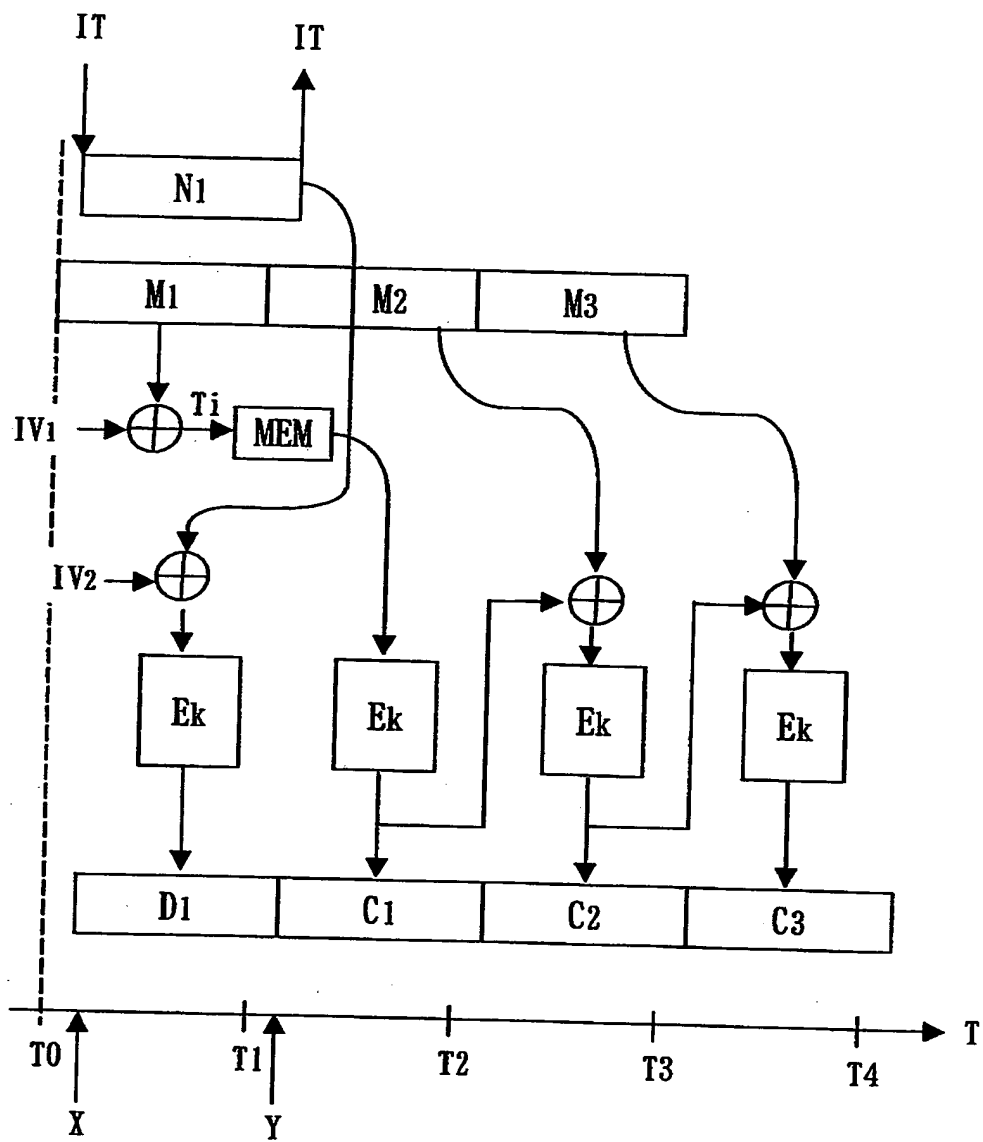 IT IT
N1
M1 M2 M3
IV1 Ti MEM
IV2
Ek Ek Ek Ek
D1 C1 C2 C3
T0 T1 T2 T3 T4 T
X Y